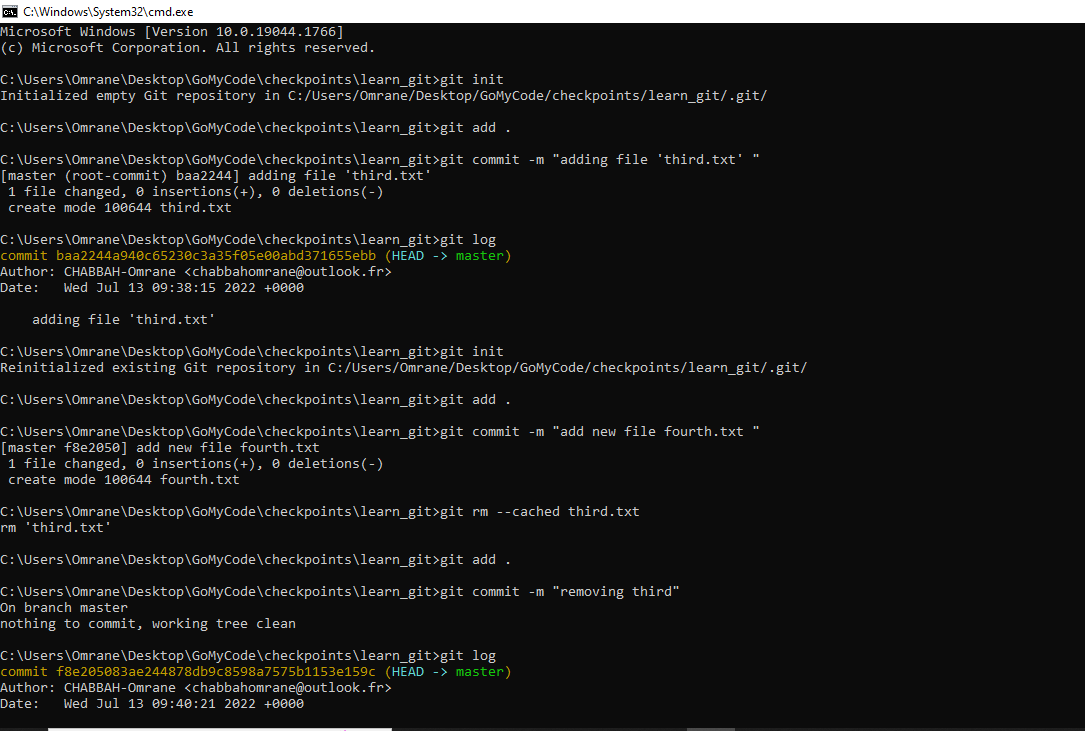 C:\Windows\System32\cmd.exe
Microsoft Windows [Version 10.0.19044.1766]
(c) Microsoft Corporation. All rights reserved.
C:\Users\Omrane\Desktop\GoMyCode\checkpoints\learn_git>git init
Initialized empty Git repository in C:/Users/Omrane/Desktop/GoMyCode/checkpoints/learn_git/.git/
C:\Users\Omrane\Desktop\GoMyCode\checkpoints\learn_git>git add .
C:\Users\Omrane\Desktop\GoMyCode\checkpoints\learn_git>git commit -m "adding file 'third.txt' "
[master (root-commit) baa2244] adding file 'third.txt'
 1 file changed, 0 insertions(+), 0 deletions(-)
 create mode 100644 third.txt
C:\Users\Omrane\Desktop\GoMyCode\checkpoints\learn_git>git log
commit baa2244a940c65230c3a35f05e00abd371655ebb (HEAD -> master)
Author: CHABBAH-Omrane <chabbahomrane@outlook.fr>
Date:   Wed Jul 13 09:38:15 2022 +0000
    adding file 'third.txt'
C:\Users\Omrane\Desktop\GoMyCode\checkpoints\learn_git>git init
Reinitialized existing Git repository in C:/Users/Omrane/Desktop/GoMyCode/checkpoints/learn_git/.git/
C:\Users\Omrane\Desktop\GoMyCode\checkpoints\learn_git>git add .
C:\Users\Omrane\Desktop\GoMyCode\checkpoints\learn_git>git commit -m "add new file fourth.txt "
[master f8e2050] add new file fourth.txt
 1 file changed, 0 insertions(+), 0 deletions(-)
 create mode 100644 fourth.txt
C:\Users\Omrane\Desktop\GoMyCode\checkpoints\learn_git>git rm --cached third.txt
rm 'third.txt'
C:\Users\Omrane\Desktop\GoMyCode\checkpoints\learn_git>git add .
C:\Users\Omrane\Desktop\GoMyCode\checkpoints\learn_git>git commit -m "removing third"
On branch master
nothing to commit, working tree clean
C:\Users\Omrane\Desktop\GoMyCode\checkpoints\learn_git>git log
commit f8e205083ae244878db9c8598a7575b1153e159c (HEAD -> master)
Author: CHABBAH-Omrane <chabbahomrane@outlook.fr>
Date:   Wed Jul 13 09:40:21 2022 +0000